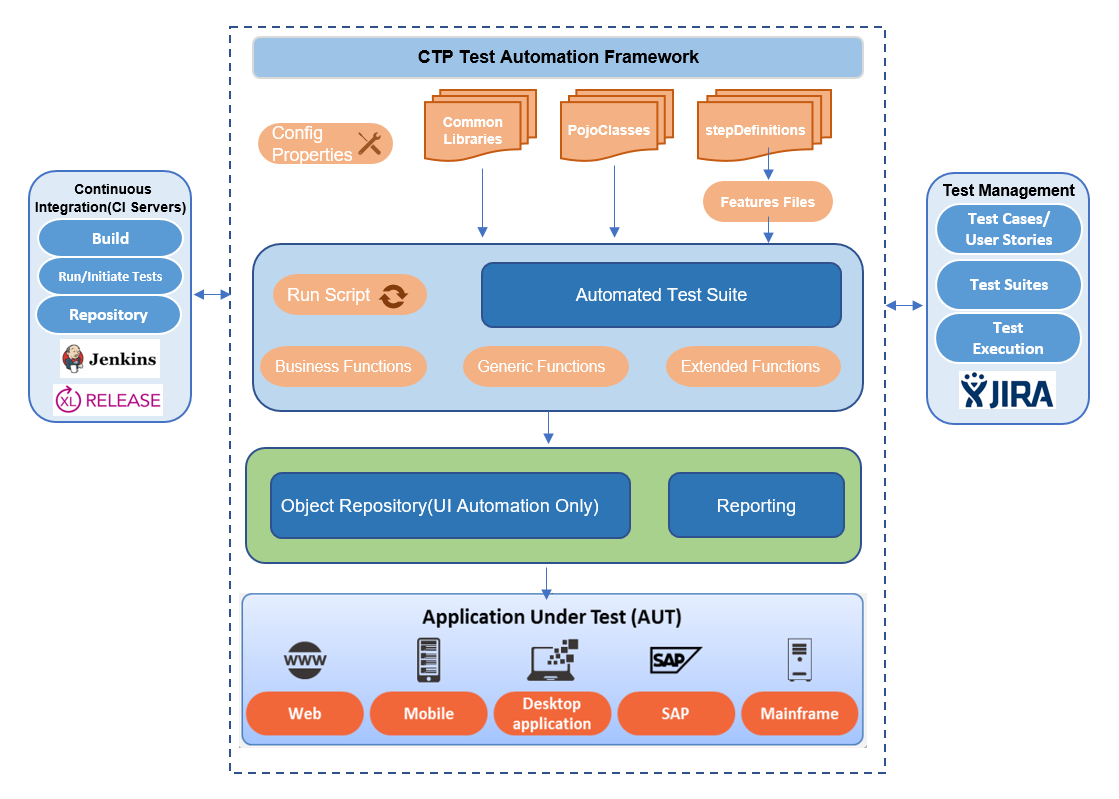 CTP Test Automation Framework
Config
Properties
Common
Libraries
PojoClasses
stepDefinitions
Features Files
Continuous
Integration(CI Servers)
Build
Run/Initiate Tests
Repository
Jenkins
XL RELEASE
Run Script
Automated Test Suite
Business Functions
Generic Functions
Extended Functions
Test Management
Test Cases/
User Stories
Test Suites
Test
Execution
JIRA
Object Repository(UI Automation Only)
Reporting
Application Under Test (AUT)
WWW
SAP
Web
Mobile
Desktop
application
SAP
Mainframe